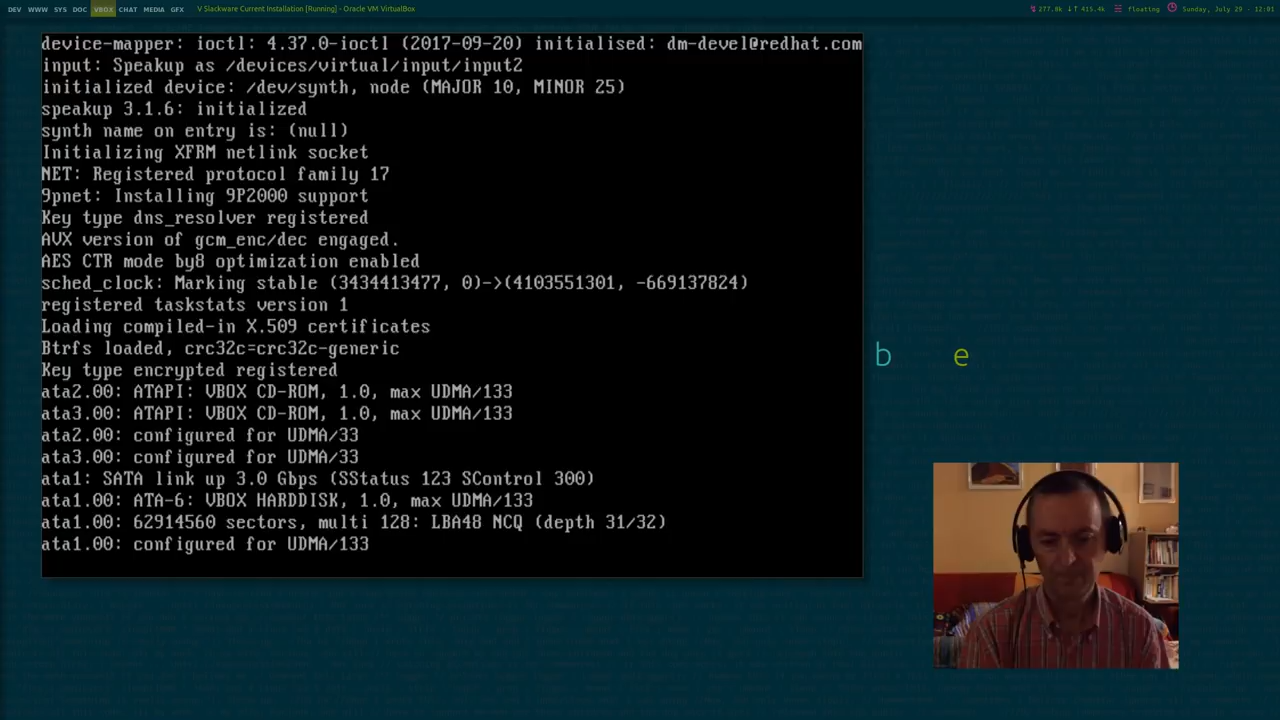 DEV WWW SYS DOC VBOX CHAT MEDIA GFX V Slackware Current Installation [Running] - Oracle VM VirtualBox 277.8k 415.4k floating Sunday, July 29 - 12:01
device-mapper: ioctl: 4.37.0-ioctl (2017-09-20) initialised: dm-devel@redhat.com
input: Speakup as /devices/virtual/input/input2
initialized device: /dev/synth, node (MAJOR 10, MINOR 25)
speakup 3.1.6: initialized
synth name on entry is: (null)
Initializing XFRM netlink socket
NET: Registered protocol family 17
9pnet: Installing 9P2000 support
Key type dns_resolver registered
AVX version of gcm_enc/dec engaged.
AES CTR mode by8 optimization enabled
sched_clock: Marking stable (3434413477, 0)->(4103551301, -669137824)
registered taskstats version 1
Loading compiled-in X.509 certificates
Btrfs loaded, crc32c=crc32c-generic
Key type encrypted registered
ata2.00: ATAPI: VBOX CD-ROM, 1.0, max UDMA/133
ata3.00: ATAPI: VBOX CD-ROM, 1.0, max UDMA/133
ata2.00: configured for UDMA/33
ata3.00: configured for UDMA/33
ata1: SATA link up 3.0 Gbps (SStatus 123 SControl 300)
ata1.00: ATA-6: VBOX HARDDISK, 1.0, max UDMA/133
ata1.00: 62914560 sectors, multi 128: LBA48 NCQ (depth 31/32)
ata1.00: configured for UDMA/133
b e